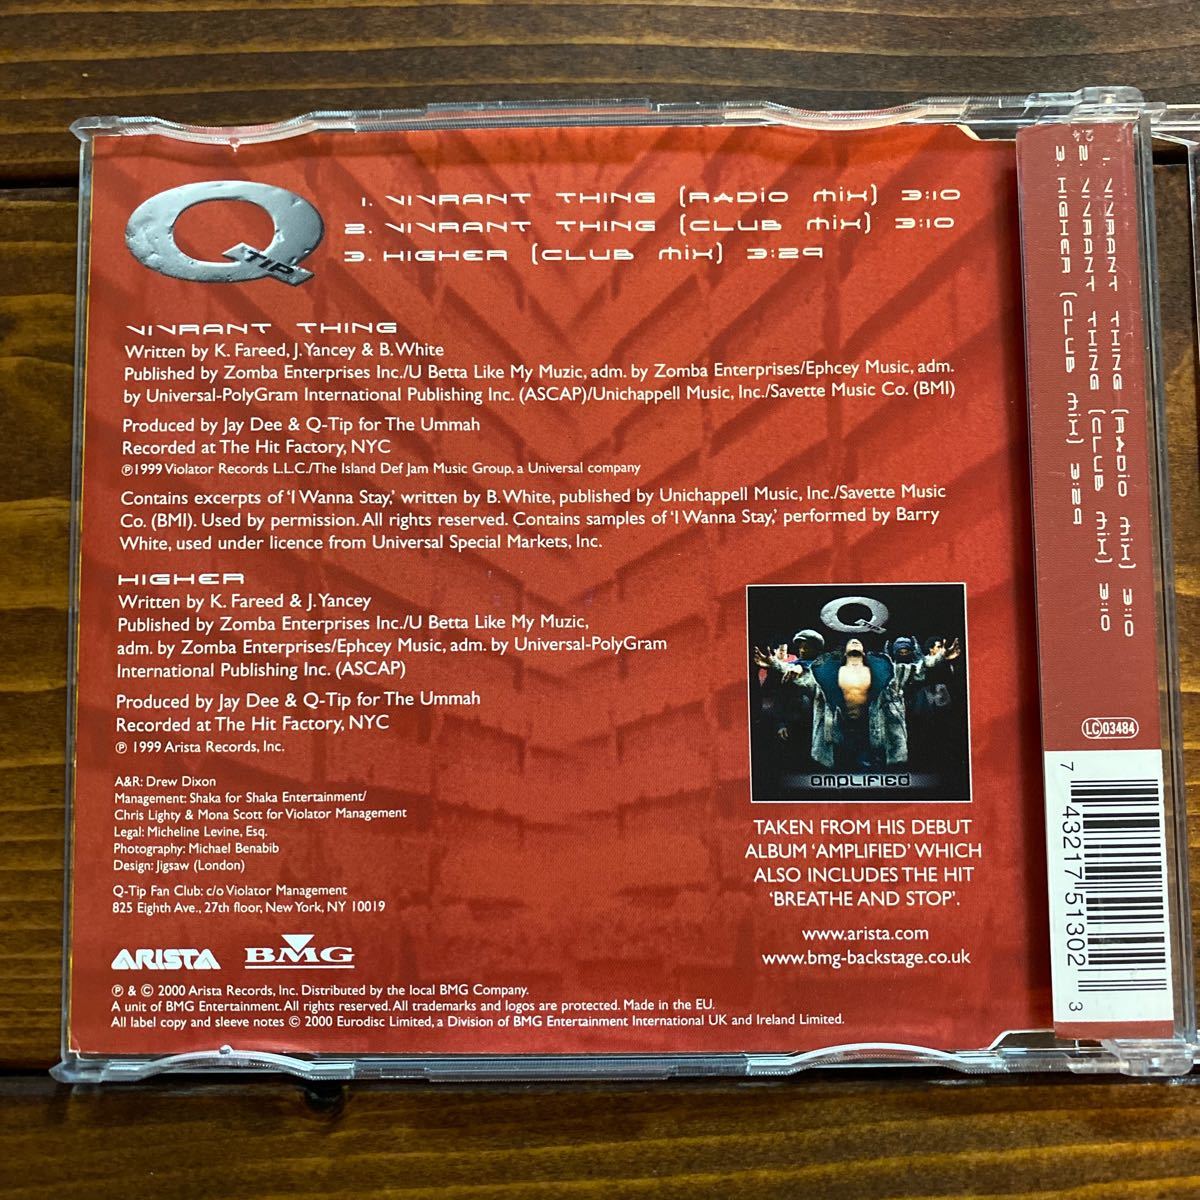 Q TIP
1. VIVRANT THING (RADIO MIX) 3:10
2. VIVRANT THING (CLUB MIX) 3:10
3. HIGHER (CLUB MIX) 3:29
VIVRANT THING
Written by K. Fareed, J. Yancey & B. White
Published by Zomba Enterprises Inc./U Betta Like My Muzic, adm. by Zomba Enterprises/Ephcey Music, adm.
by Universal-PolyGram International Publishing Inc. (ASCAP)/Unichappell Music, Inc./Savette Music Co. (BMI)
Produced by Jay Dee & Q-Tip for The Ummah
Recorded at The Hit Factory, NYC
℗1999 Violator Records L.L.C./The Island Def Jam Music Group, a Universal company
Contains excerpts of ‘I Wanna Stay,’ written by B. White, published by Unichappell Music, Inc./Savette Music
Co. (BMI). Used by permission. All rights reserved. Contains samples of ‘I Wanna Stay,’ performed by Barry
White, used under licence from Universal Special Markets, Inc.
HIGHER
Written by K. Fareed & J. Yancey
Published by Zomba Enterprises Inc./U Betta Like My Muzic,
adm. by Zomba Enterprises/Ephcey Music, adm. by Universal-PolyGram
International Publishing Inc. (ASCAP)
Produced by Jay Dee & Q-Tip for The Ummah
Recorded at The Hit Factory, NYC
℗ 1999 Arista Records, Inc.
A&R: Drew Dixon
Management: Shaka for Shaka Entertainment/
Chris Lighty & Mona Scott for Violator Management
Legal: Micheline Levine, Esq.
Photography: Michael Benabib
Design: Jigsaw (London)
Q-Tip Fan Club: c/o Violator Management
825 Eighth Ave., 27th floor, New York, NY 10019
ARISTA BMG
℗ & © 2000 Arista Records, Inc. Distributed by the local BMG Company.
A unit of BMG Entertainment. All rights reserved. All trademarks and logos are protected. Made in the EU.
All label copy and sleeve notes © 2000 Eurodisc Limited, a Division of BMG Entertainment International UK and Ireland Limited.
Q
AMPLIFIED
TAKEN FROM HIS DEBUT
ALBUM ‘AMPLIFIED’ WHICH
ALSO INCLUDES THE HIT
‘BREATHE AND STOP’.
www.arista.com
www.bmg-backstage.co.uk
1. VIVRANT THING (RADIO MIX) 3:10
2. VIVRANT THING (CLUB MIX) 3:10
3. HIGHER (CLUB MIX) 3:29
2.4
LC 03484
7 43217 51302 3